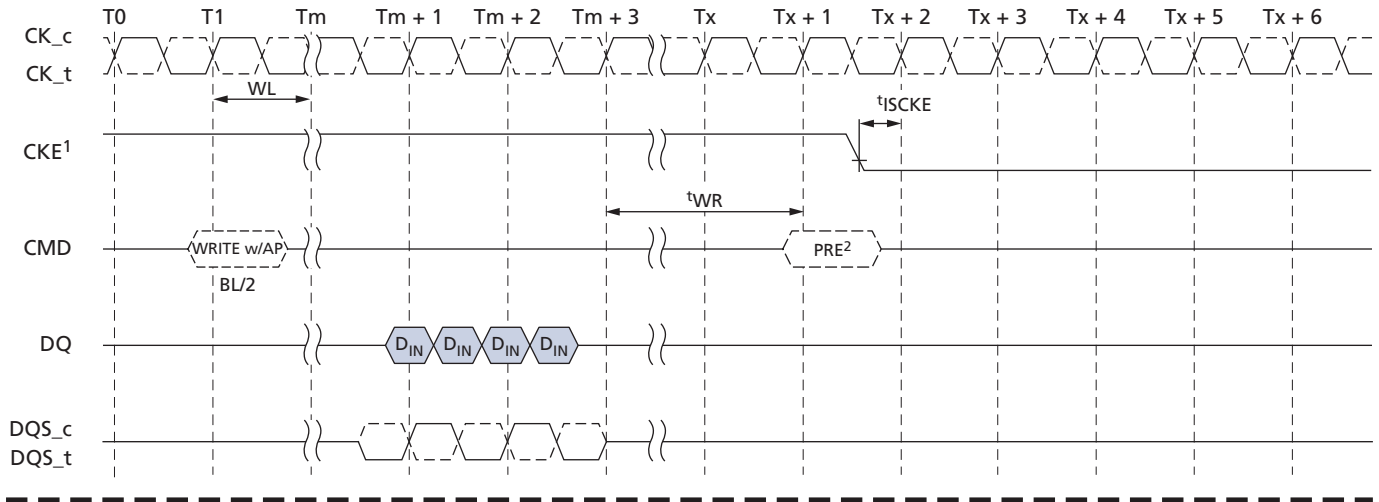 T0 T1 Tm Tm + 1 Tm + 2 Tm + 3 Tx Tx + 1 Tx + 2 Tx + 3 Tx + 4 Tx + 5 Tx + 6
CK_c
CK_t
WL
tISCKE
CKE1
tWR
CMD WRITE w/AP PRE2
BL/2
DQ DIN DIN DIN DIN
DQS_c
DQS_t